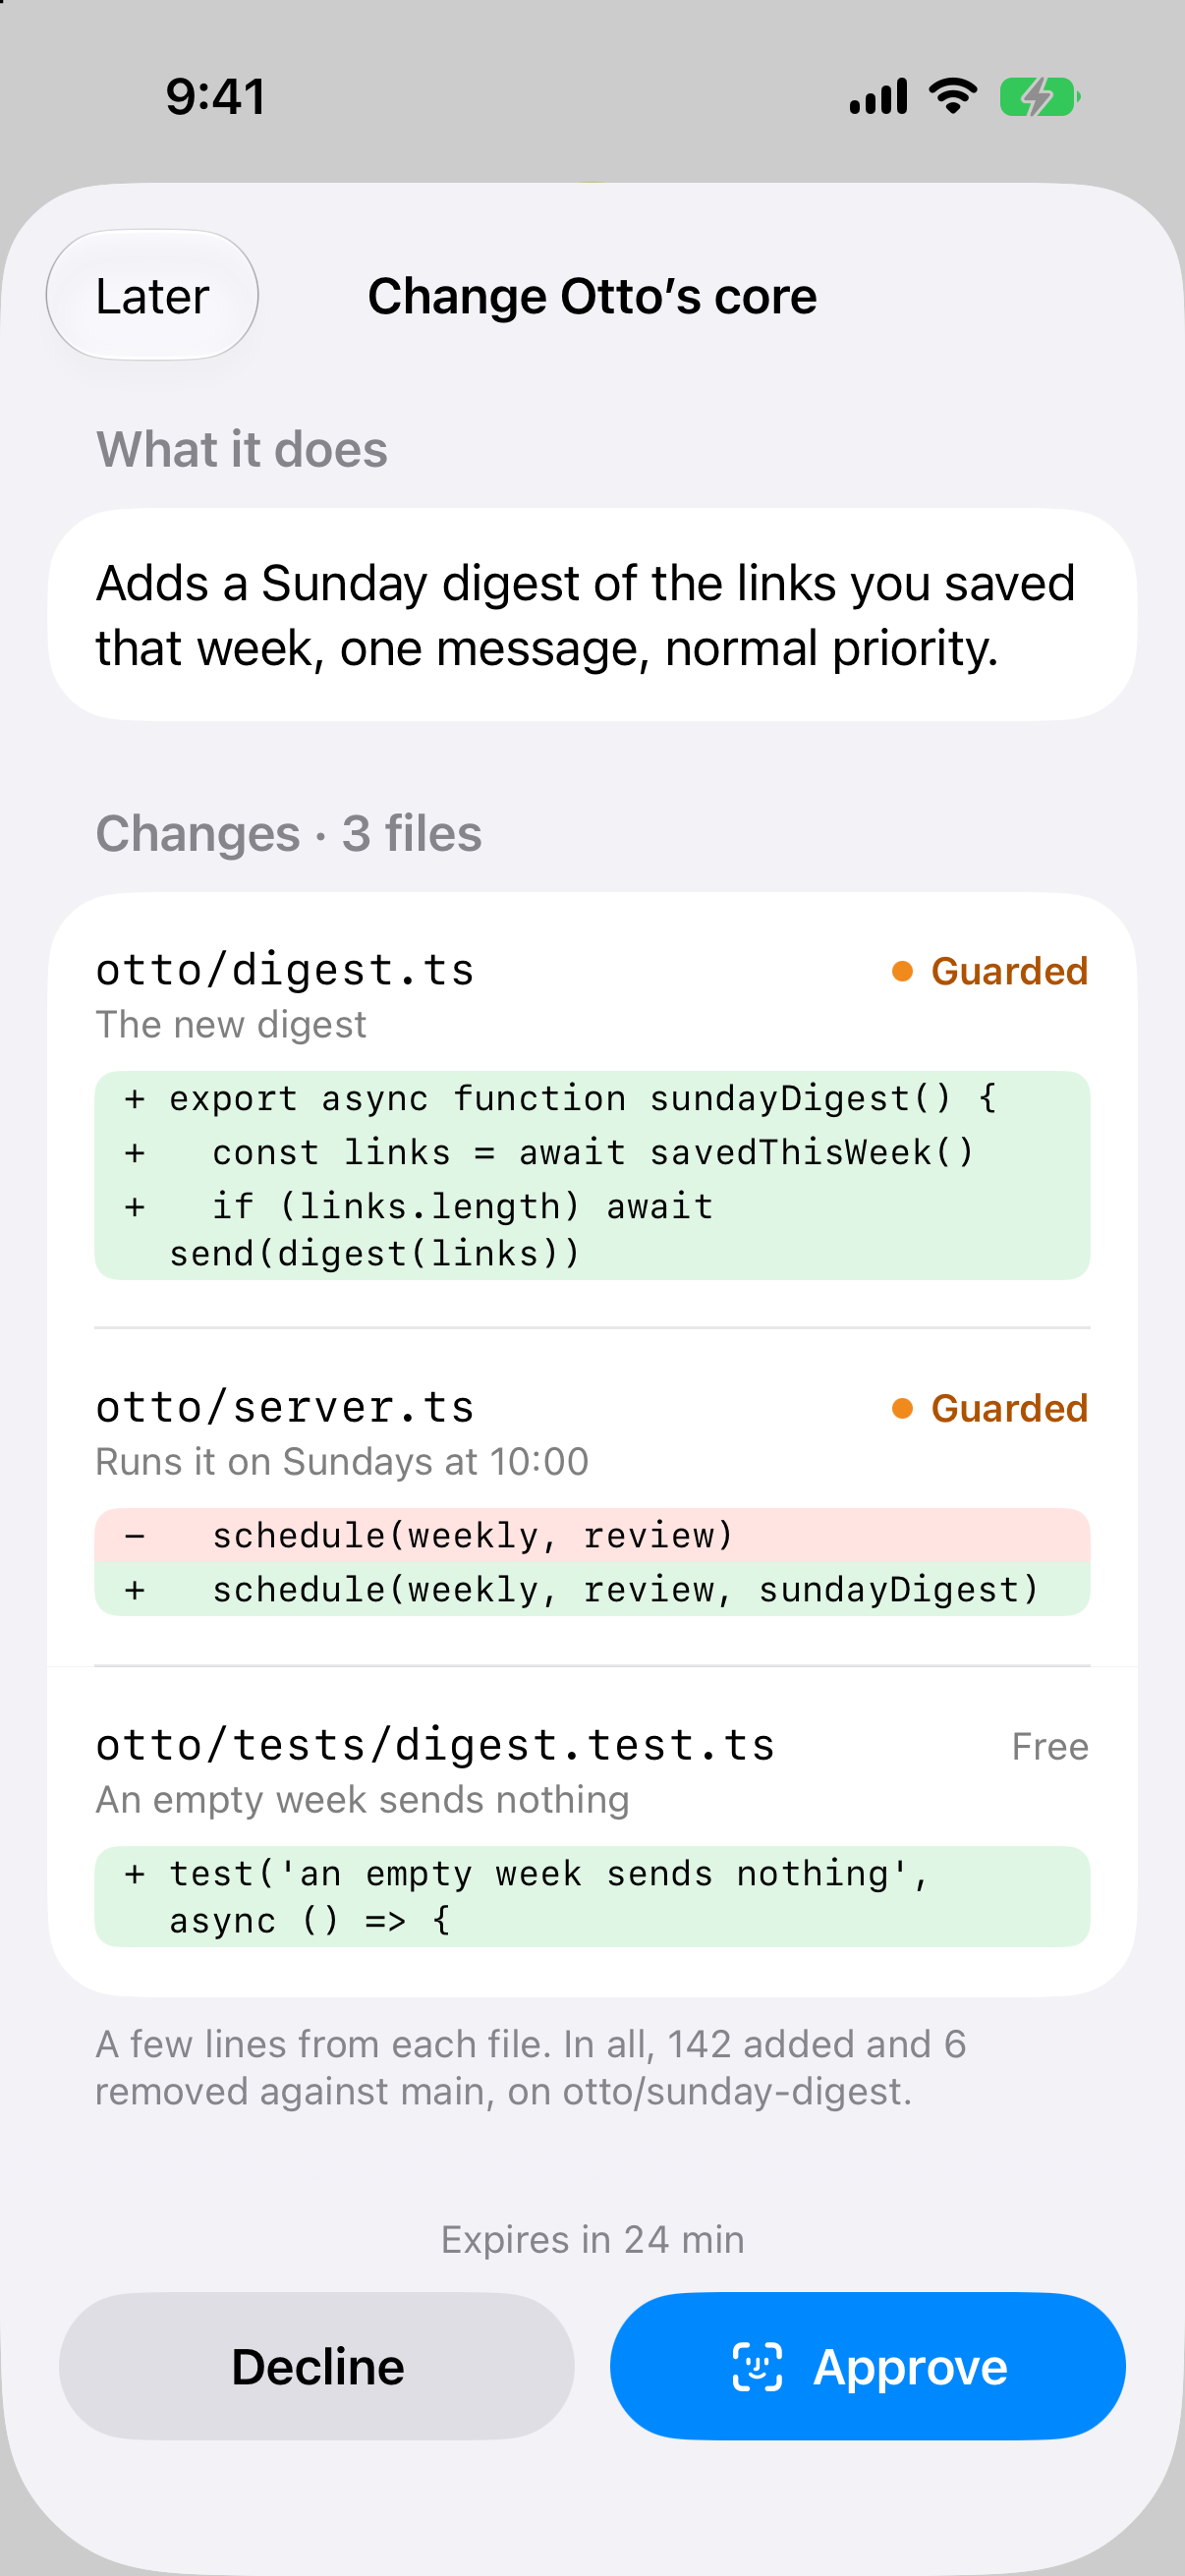 9:41
Later
Change Otto’s core
What it does
Adds a Sunday digest of the links you saved
that week, one message, normal priority.
Changes · 3 files
otto/digest.ts
Guarded
The new digest
+ export async function sundayDigest() {
+   const links = await savedThisWeek()
+   if (links.length) await
send(digest(links))
otto/server.ts
Guarded
Runs it on Sundays at 10:00
−   schedule(weekly, review)
+   schedule(weekly, review, sundayDigest)
otto/tests/digest.test.ts
Free
An empty week sends nothing
+ test('an empty week sends nothing',
async () => {
A few lines from each file. In all, 142 added and 6
removed against main, on otto/sunday-digest.
Expires in 24 min
Decline
Approve